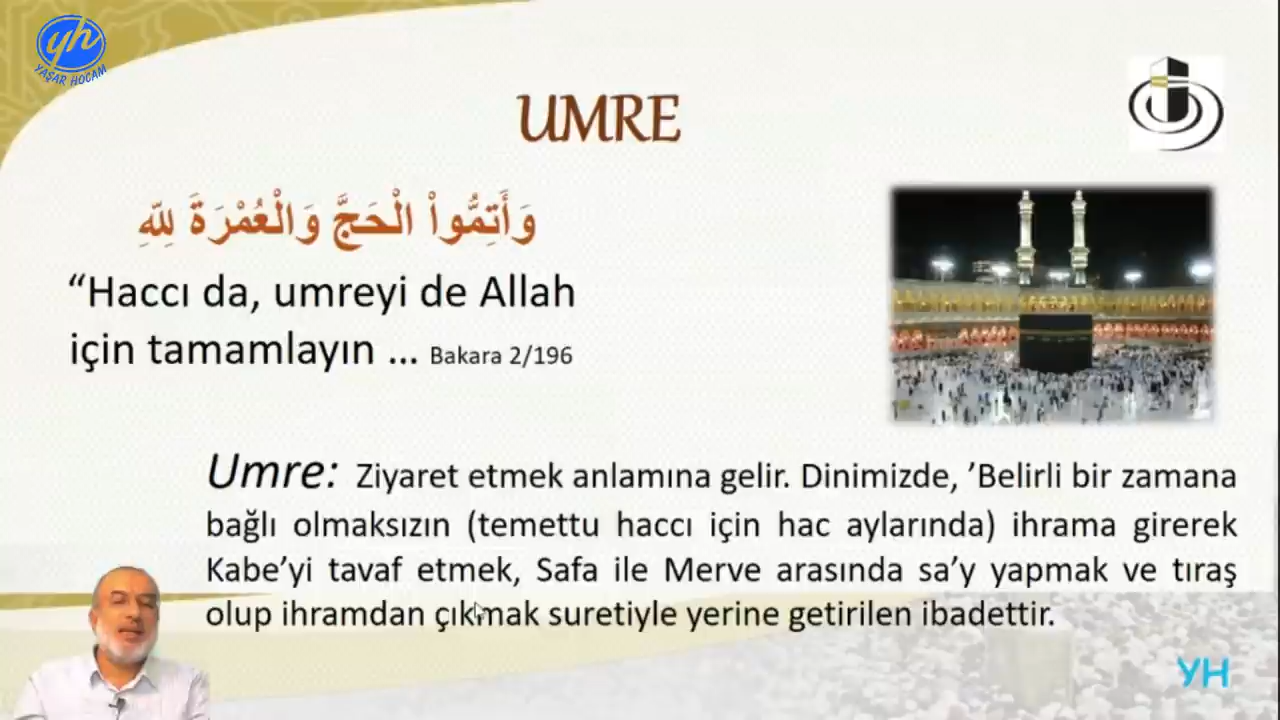 yh
YAŞAR HOCAM
UMRE
وَأَتِمُّواْ الْحَجَّ وَالْعُمْرَةَ لِلّهِ
“Haccı da, umreyi de Allah
için tamamlayın ... Bakara 2/196
Umre: Ziyaret etmek anlamına gelir. Dinimizde, ’Belirli bir zamana
bağlı olmaksızın (temettu haccı için hac aylarında) ihrama girerek
Kabe’yi tavaf etmek, Safa ile Merve arasında sa’y yapmak ve tıraş
olup ihramdan çıkmak suretiyle yerine getirilen ibadettir.
YH